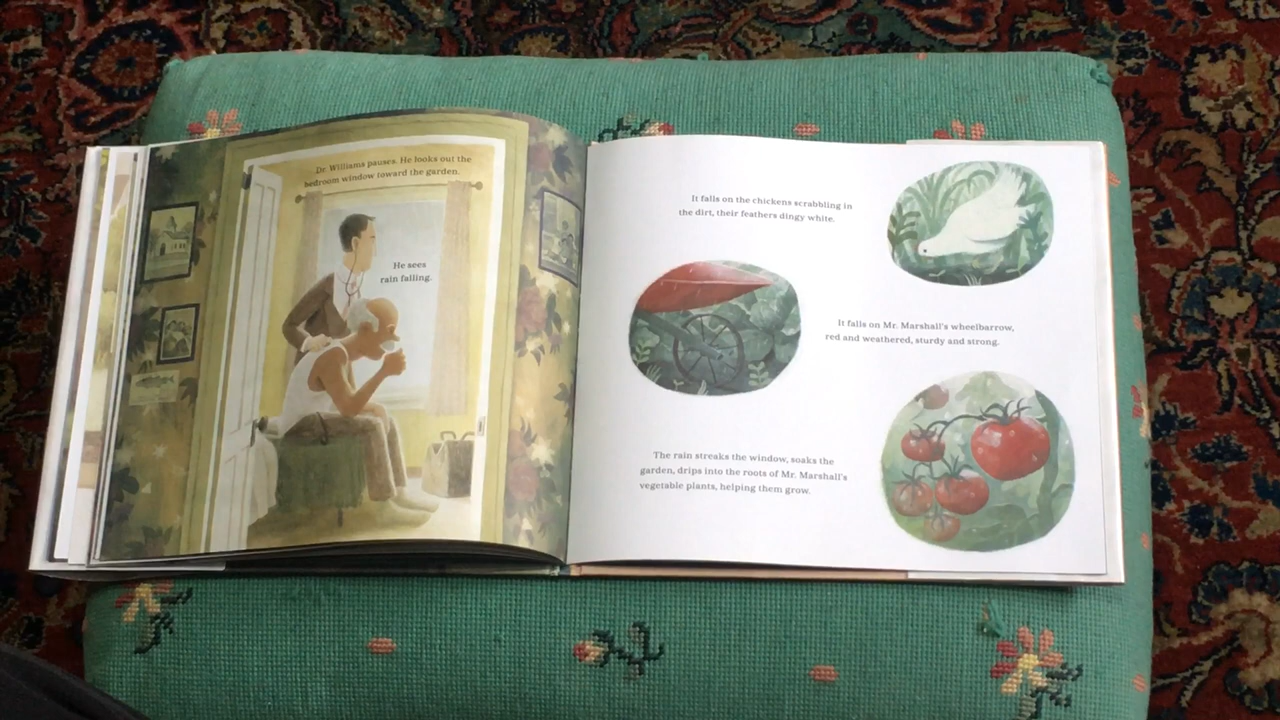 Dr. Williams pauses. He looks out the
bedroom window toward the garden.
He sees
rain falling.
It falls on the chickens scrabbling in
the dirt, their feathers dingy white.
It falls on Mr. Marshall's wheelbarrow,
red and weathered, sturdy and strong.
The rain streaks the window, soaks the
garden, drips into the roots of Mr. Marshall's
vegetable plants, helping them grow.